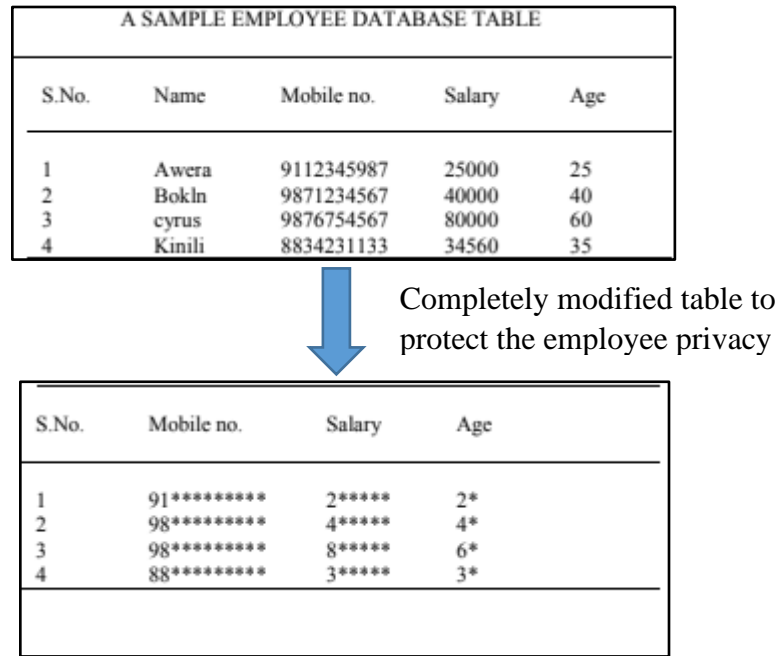 A SAMPLE EMPLOYEE DATABASE TABLE
S.No. Name Mobile no. Salary Age
1 Awera 9112345987 25000 25
2 Bokln 9871234567 40000 40
3 cyrus 9876754567 80000 60
4 Kinili 8834231133 34560 35
Completely modified table to
protect the employee privacy
S.No. Mobile no. Salary Age
1 91********* 2***** 2*
2 98********* 4***** 4*
3 98********* 8***** 6*
4 88********* 3***** 3*